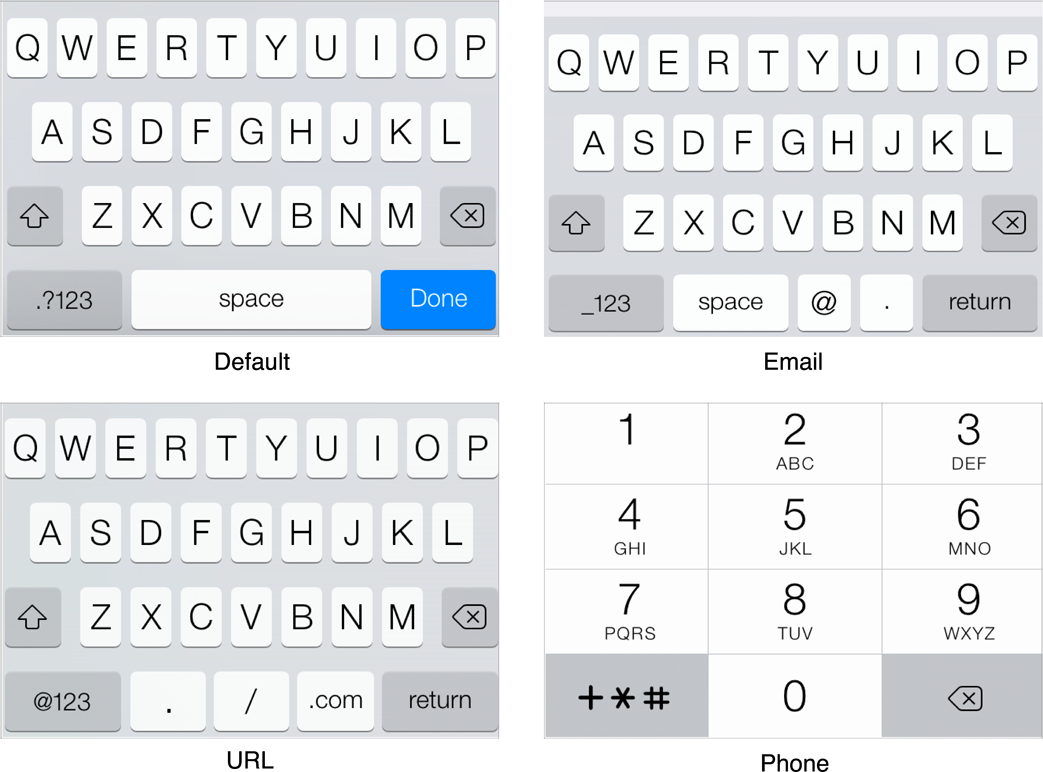 Q W E R T Y U I O P
A S D F G H J K L
Z X C V B N M
.?123 space Done
Default
Q W E R T Y U I O P
A S D F G H J K L
Z X C V B N M
_123 space @ . return
Email
Q W E R T Y U I O P
A S D F G H J K L
Z X C V B N M
@123 . / .com return
URL
1 2 3
ABC DEF
4 5 6
GHI JKL MNO
7 8 9
PQRS TUV WXYZ
+*# 0
Phone